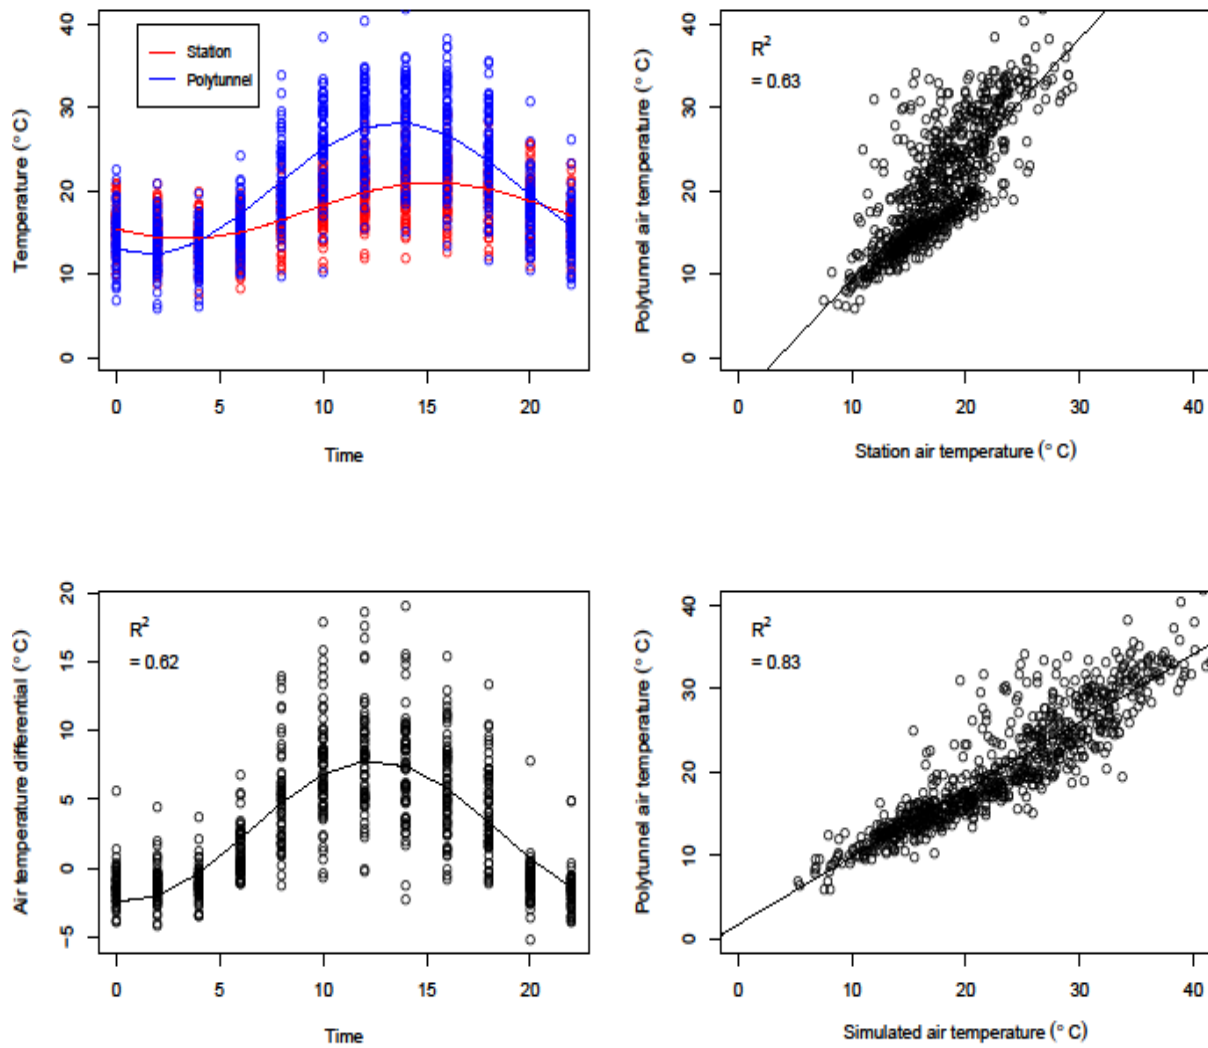 Temperature (° C)
40
30
20
10
0
Station
Polytunnel
0 5 10 15 20
Time
Polytunnel air temperature (° C)
40
30
20
10
0
R2
= 0.63
0 10 20 30 40
Station air temperature (° C)
Air temperature differential (° C)
20
15
10
5
0
−5
R2
= 0.62
0 5 10 15 20
Time
Polytunnel air temperature (° C)
40
30
20
10
0
R2
= 0.83
0 10 20 30 40
Simulated air temperature (° C)